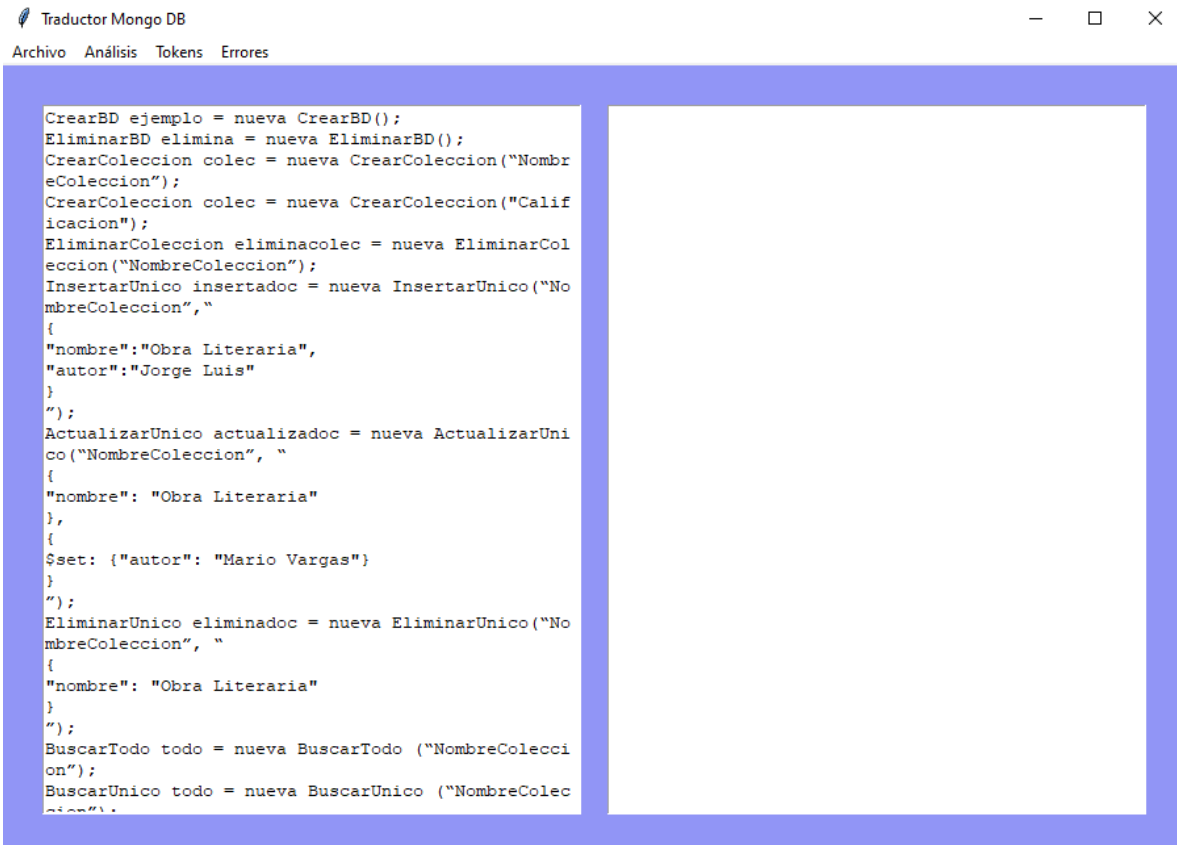 Traductor Mongo DB
Archivo Análisis Tokens Errores
CrearBD ejemplo = nueva CrearBD();
EliminarBD elimina = nueva EliminarBD();
CrearColeccion colec = nueva CrearColeccion(“Nombr
eColeccion”);
CrearColeccion colec = nueva CrearColeccion("Calif
icacion");
EliminarColeccion eliminacolec = nueva EliminarCol
eccion(“NombreColeccion”);
InsertarUnico insertadoc = nueva InsertarUnico(“No
mbreColeccion”,“
{
"nombre":"Obra Literaria",
"autor":"Jorge Luis"
}
”);
ActualizarUnico actualizadoc = nueva ActualizarUni
co(“NombreColeccion”, “
{
"nombre": "Obra Literaria"
},
{
$set: {"autor": "Mario Vargas"}
}
”);
EliminarUnico eliminadoc = nueva EliminarUnico(“No
mbreColeccion”, “
{
"nombre": "Obra Literaria"
}
”);
BuscarTodo todo = nueva BuscarTodo (“NombreColecci
on”);
BuscarUnico todo = nueva BuscarUnico (“NombreColec
cion”);